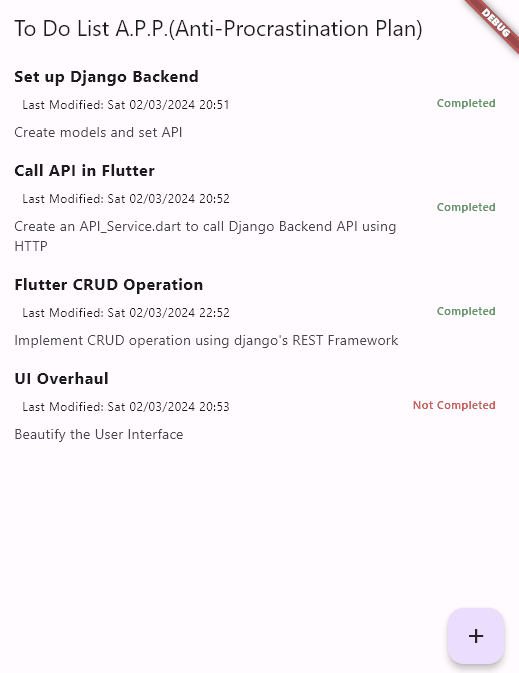 To Do List A.P.P.(Anti-Procrastination Plan)
DEBUG
Set up Django Backend
Last Modified: Sat 02/03/2024 20:51
Completed
Create models and set API
Call API in Flutter
Last Modified: Sat 02/03/2024 20:52
Completed
Create an API_Service.dart to call Django Backend API using
HTTP
Flutter CRUD Operation
Last Modified: Sat 02/03/2024 22:52
Completed
Implement CRUD operation using django's REST Framework
UI Overhaul
Last Modified: Sat 02/03/2024 20:53
Not Completed
Beautify the User Interface
+